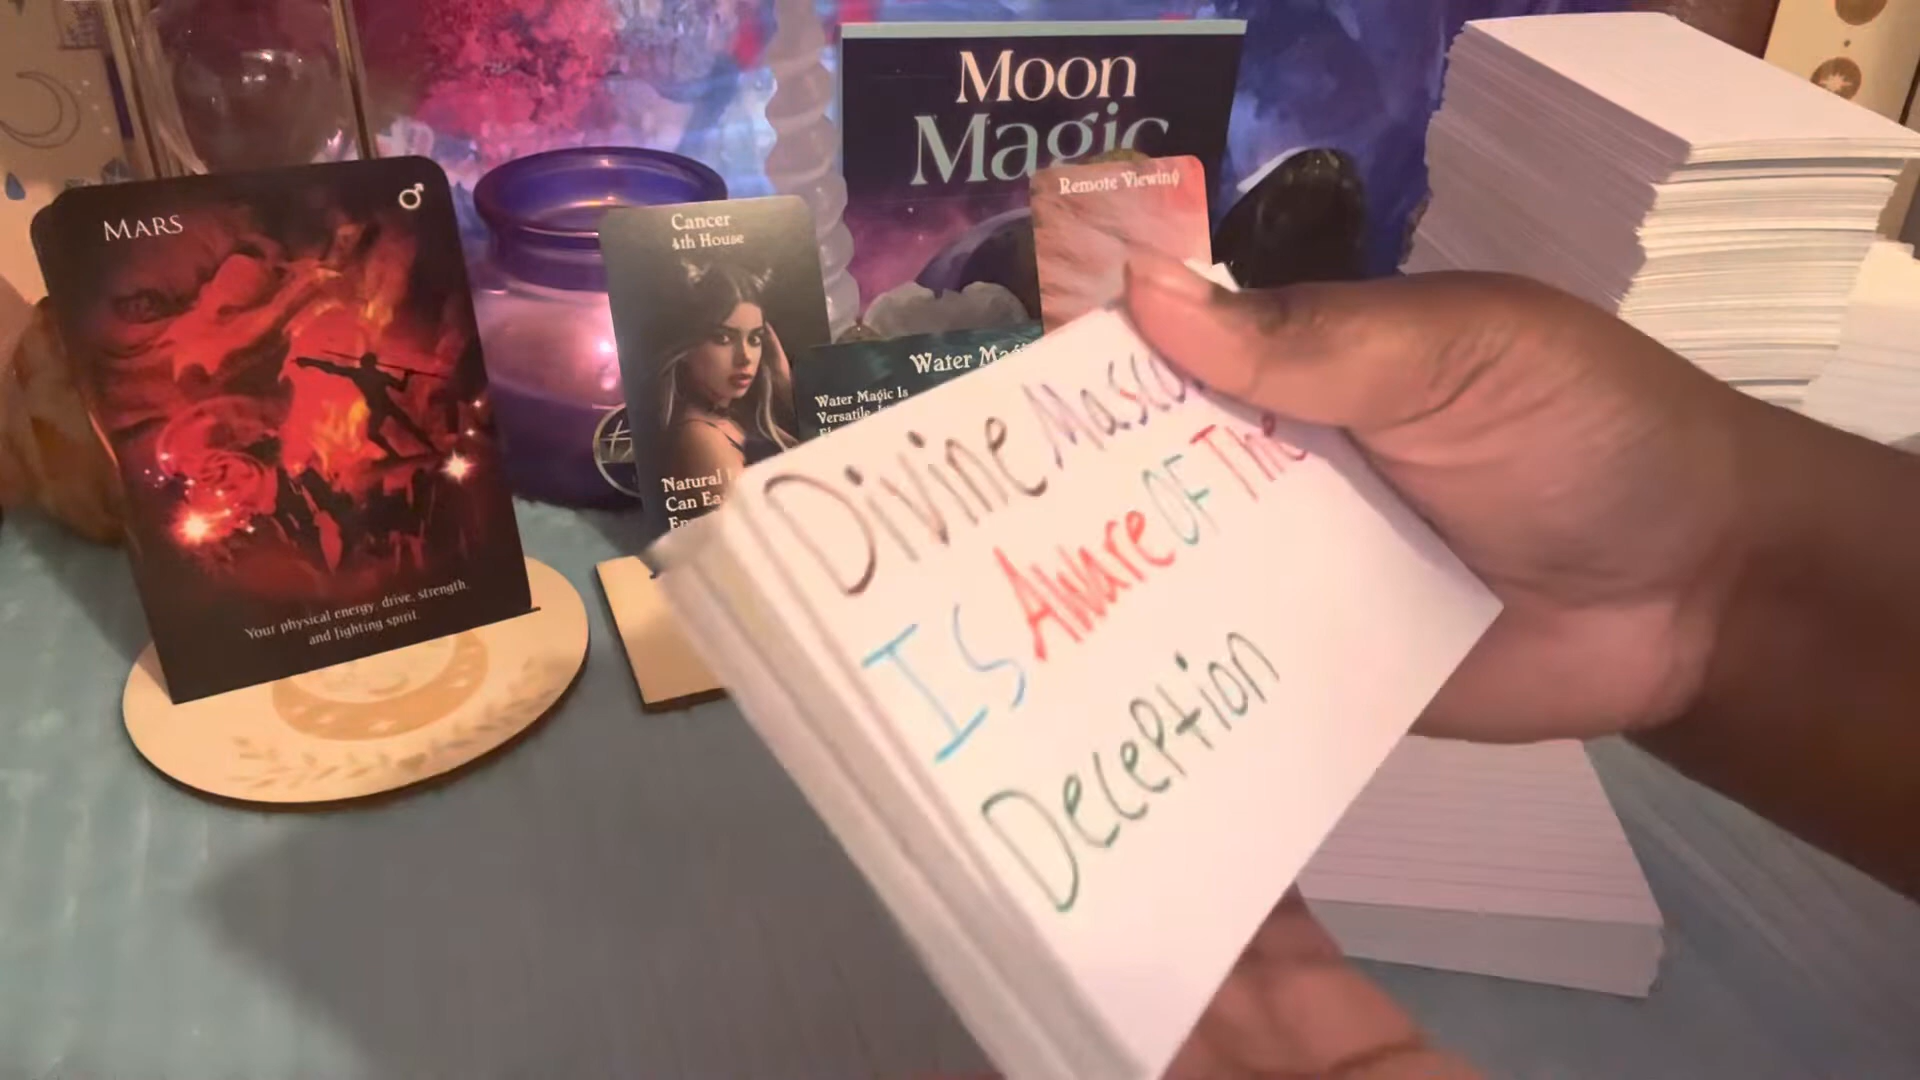 Moon
Magic
MARS
Your physical energy, drive, strength,
and fighting spirit.
Cancer
4th House
Natural
Can
Remote Viewing
Water
Water Magic Is
Versatile
Divine
Is Aware OF The
Deception